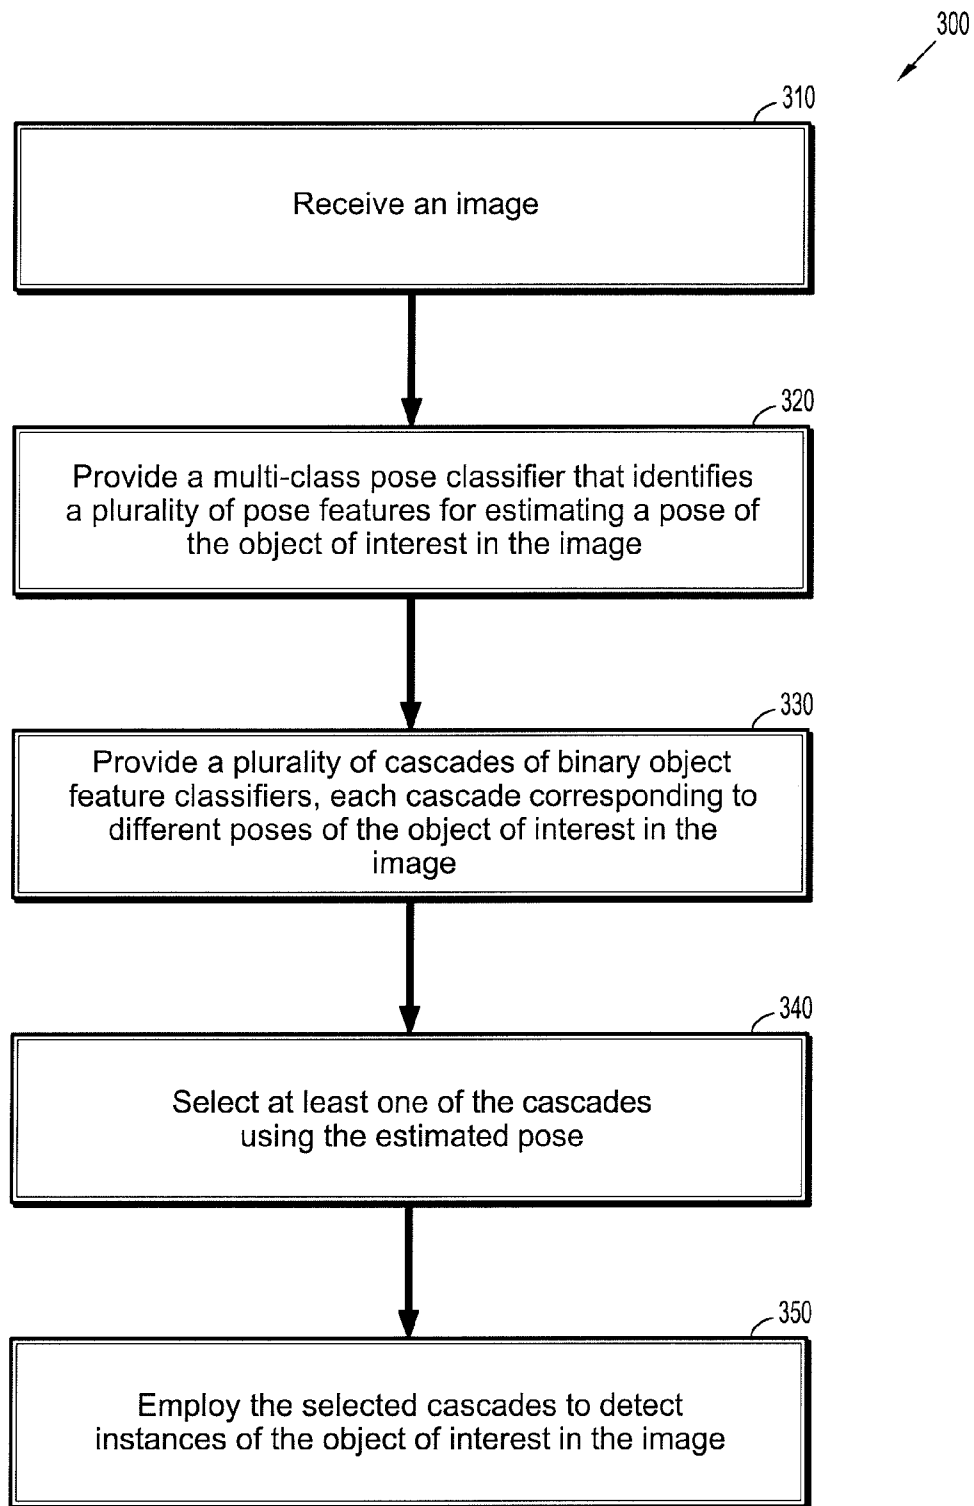 300
310
Receive an image
320
Provide a multi-class pose classifier that identifies
a plurality of pose features for estimating a pose of
the object of interest in the image
330
Provide a plurality of cascades of binary object
feature classifiers, each cascade corresponding to
different poses of the object of interest in the
image
340
Select at least one of the cascades
using the estimated pose
350
Employ the selected cascades to detect
instances of the object of interest in the image